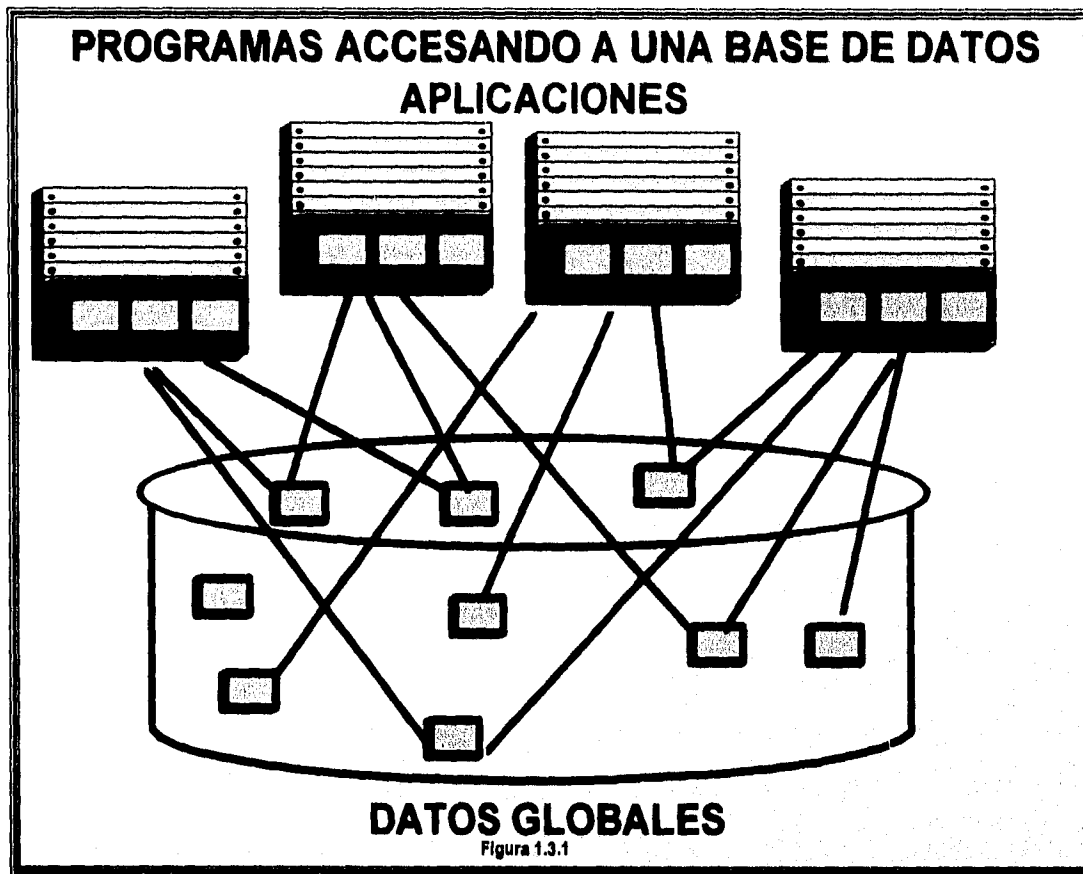 PROGRAMAS ACCESANDO A UNA BASE DE DATOS
APLICACIONES
DATOS GLOBALES
Figura 1.3.1